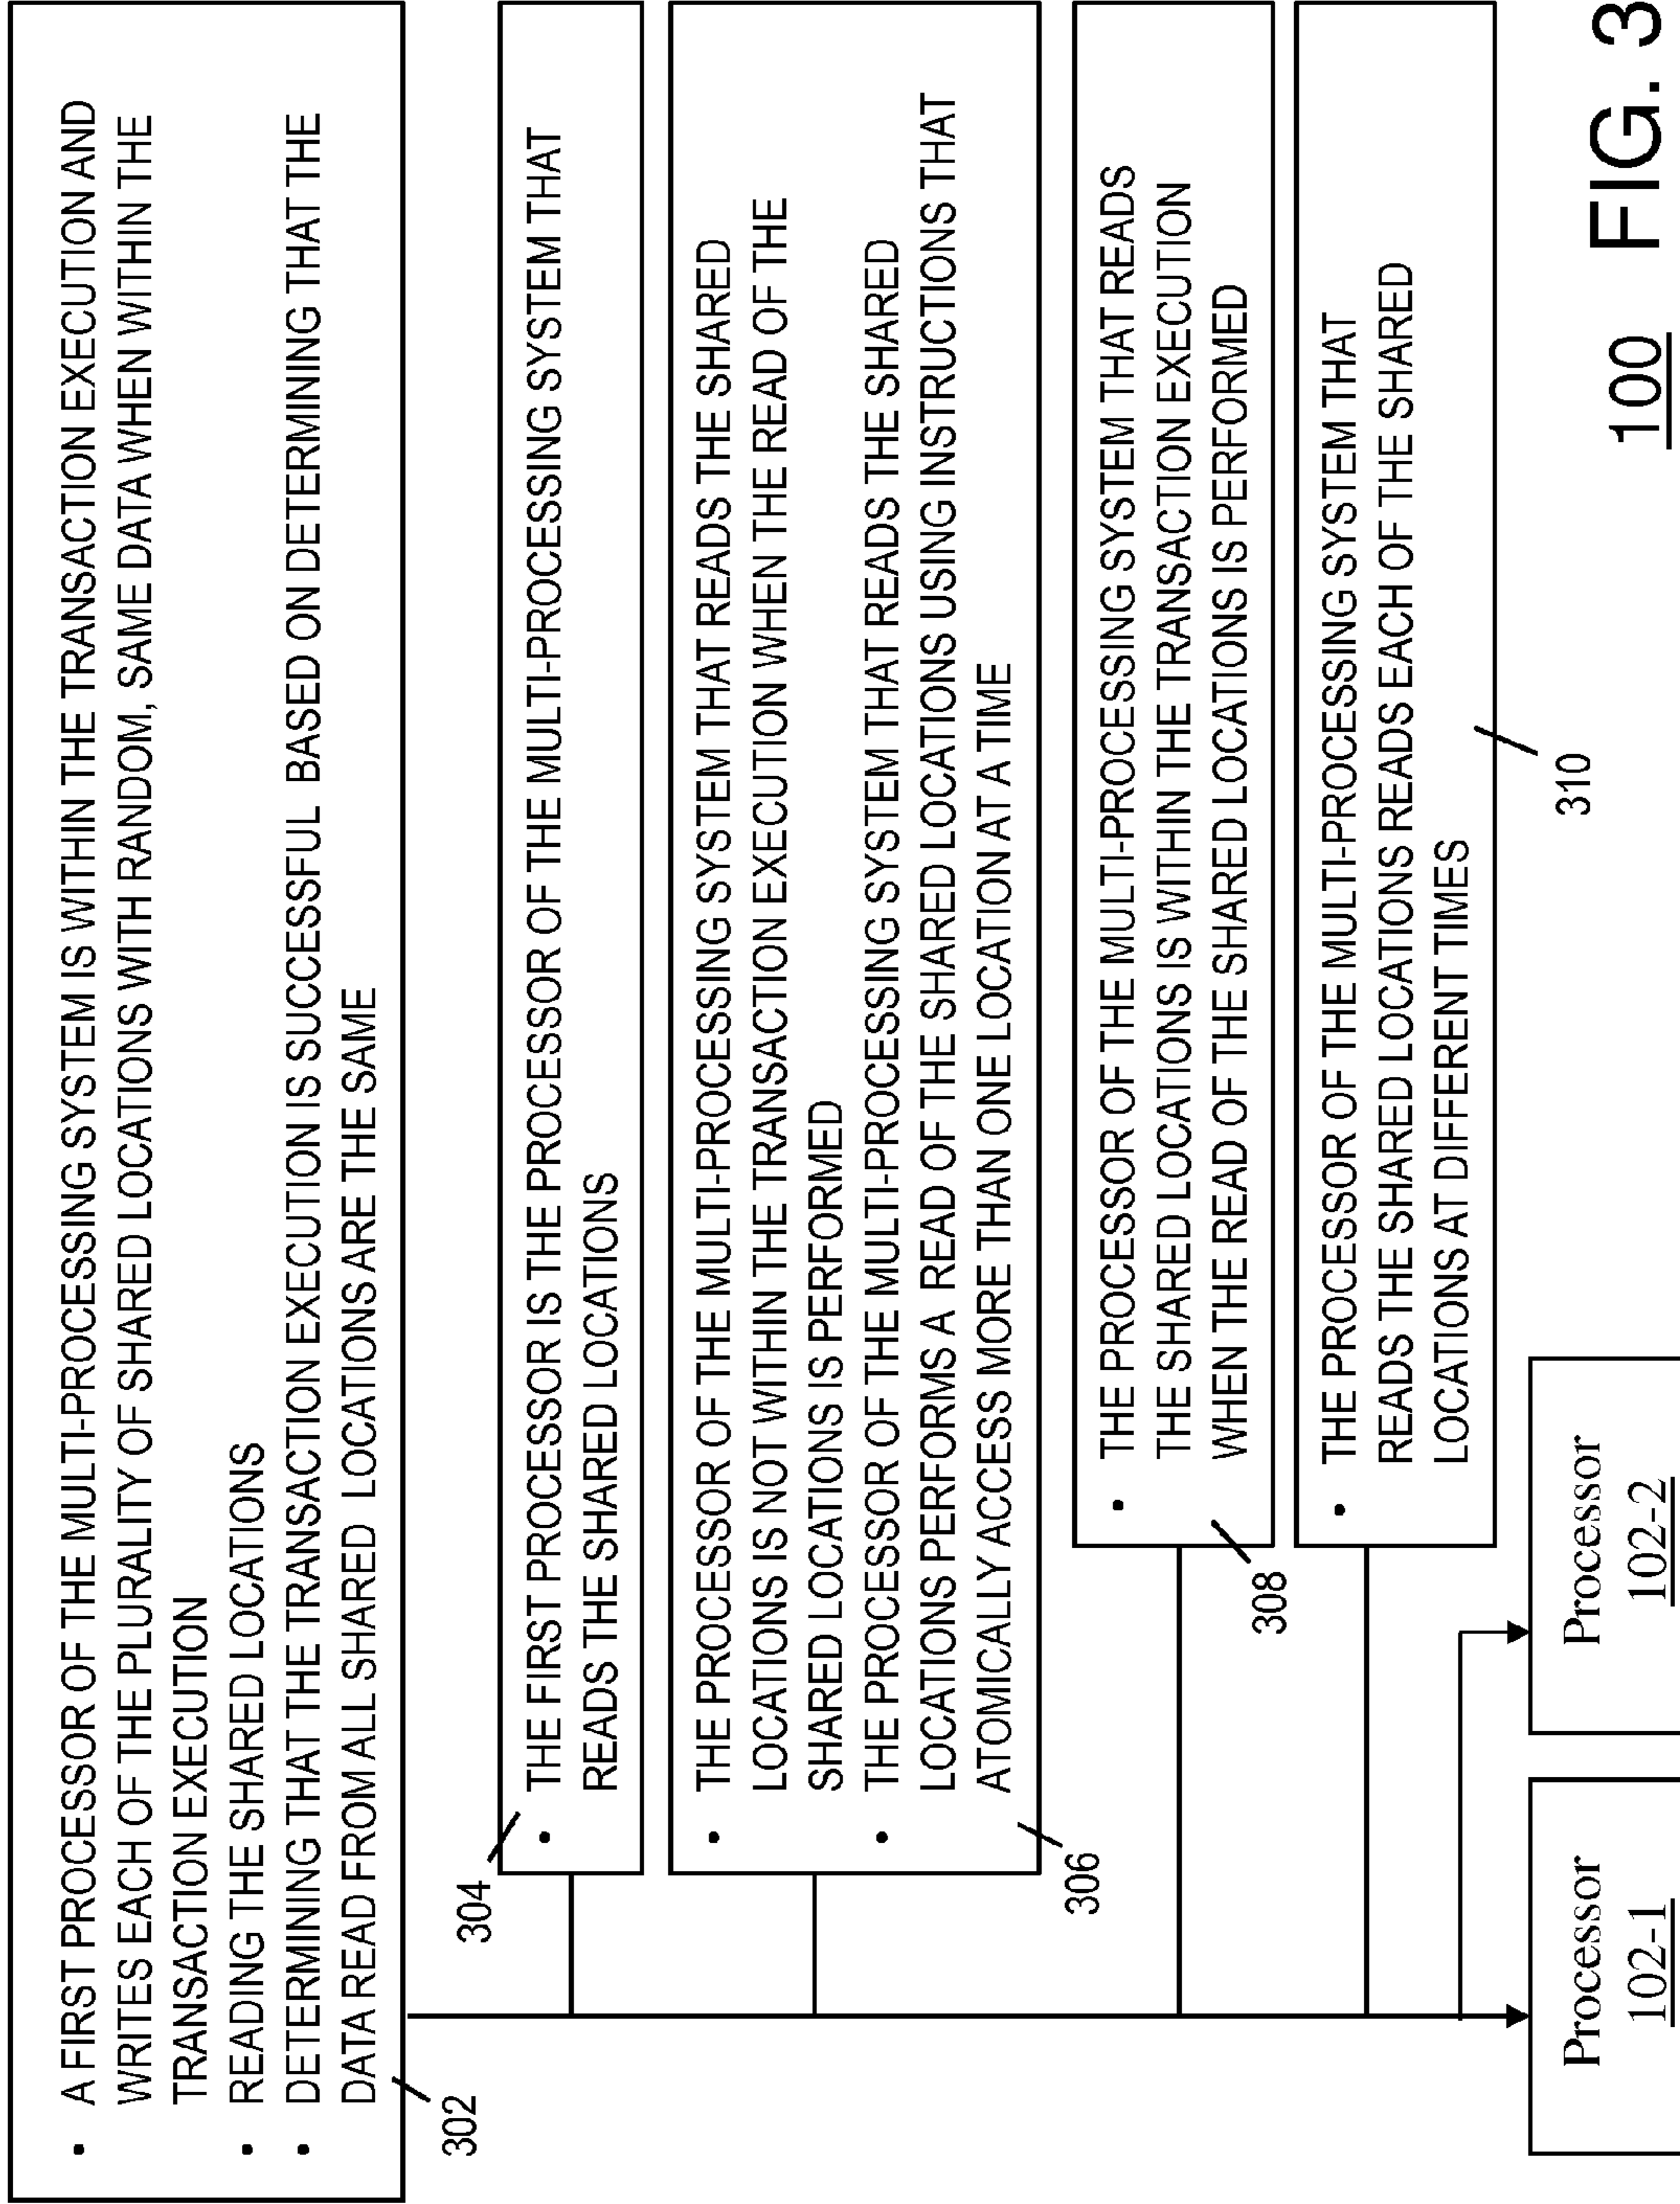 • A FIRST PROCESSOR OF THE MULTI-PROCESSING SYSTEM IS WITHIN THE TRANSACTION EXECUTION AND
WRITES EACH OF THE PLURALITY OF SHARED LOCATIONS WITH RANDOM, SAME DATA WHEN WITHIN THE
TRANSACTION EXECUTION
• READING THE SHARED LOCATIONS
• DETERMINING THAT THE TRANSACTION EXECUTION IS SUCCESSFUL BASED ON DETERMINING THAT THE
DATA READ FROM ALL SHARED LOCATIONS ARE THE SAME
302
304
• THE FIRST PROCESSOR IS THE PROCESSOR OF THE MULTI-PROCESSING SYSTEM THAT
READS THE SHARED LOCATIONS
• THE PROCESSOR OF THE MULTI-PROCESSING SYSTEM THAT READS THE SHARED
LOCATIONS IS NOT WITHIN THE TRANSACTION EXECUTION WHEN THE READ OF THE
SHARED LOCATIONS IS PERFORMED
• THE PROCESSOR OF THE MULTI-PROCESSING SYSTEM THAT READS THE SHARED
LOCATIONS PERFORMS A READ OF THE SHARED LOCATIONS USING INSTRUCTIONS THAT
ATOMICALLY ACCESS MORE THAN ONE LOCATION AT A TIME
306
• THE PROCESSOR OF THE MULTI-PROCESSING SYSTEM THAT READS
THE SHARED LOCATIONS IS WITHIN THE TRANSACTION EXECUTION
WHEN THE READ OF THE SHARED LOCATIONS IS PERFORMED
308
• THE PROCESSOR OF THE MULTI-PROCESSING SYSTEM THAT
READS THE SHARED LOCATIONS READS EACH OF THE SHARED
LOCATIONS AT DIFFERENT TIMES
310
Processor
102-1
Processor
102-2
100 FIG. 3